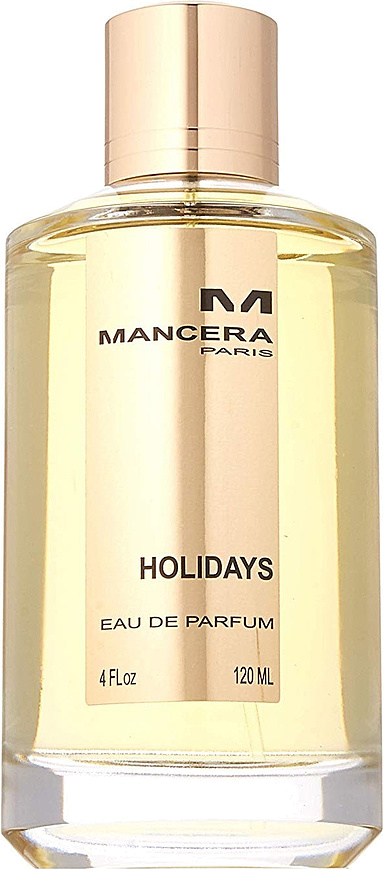 M
MANCERA
PARIS
HOLIDAYS
EAU DE PARFUM
4 FLoz 120 ML